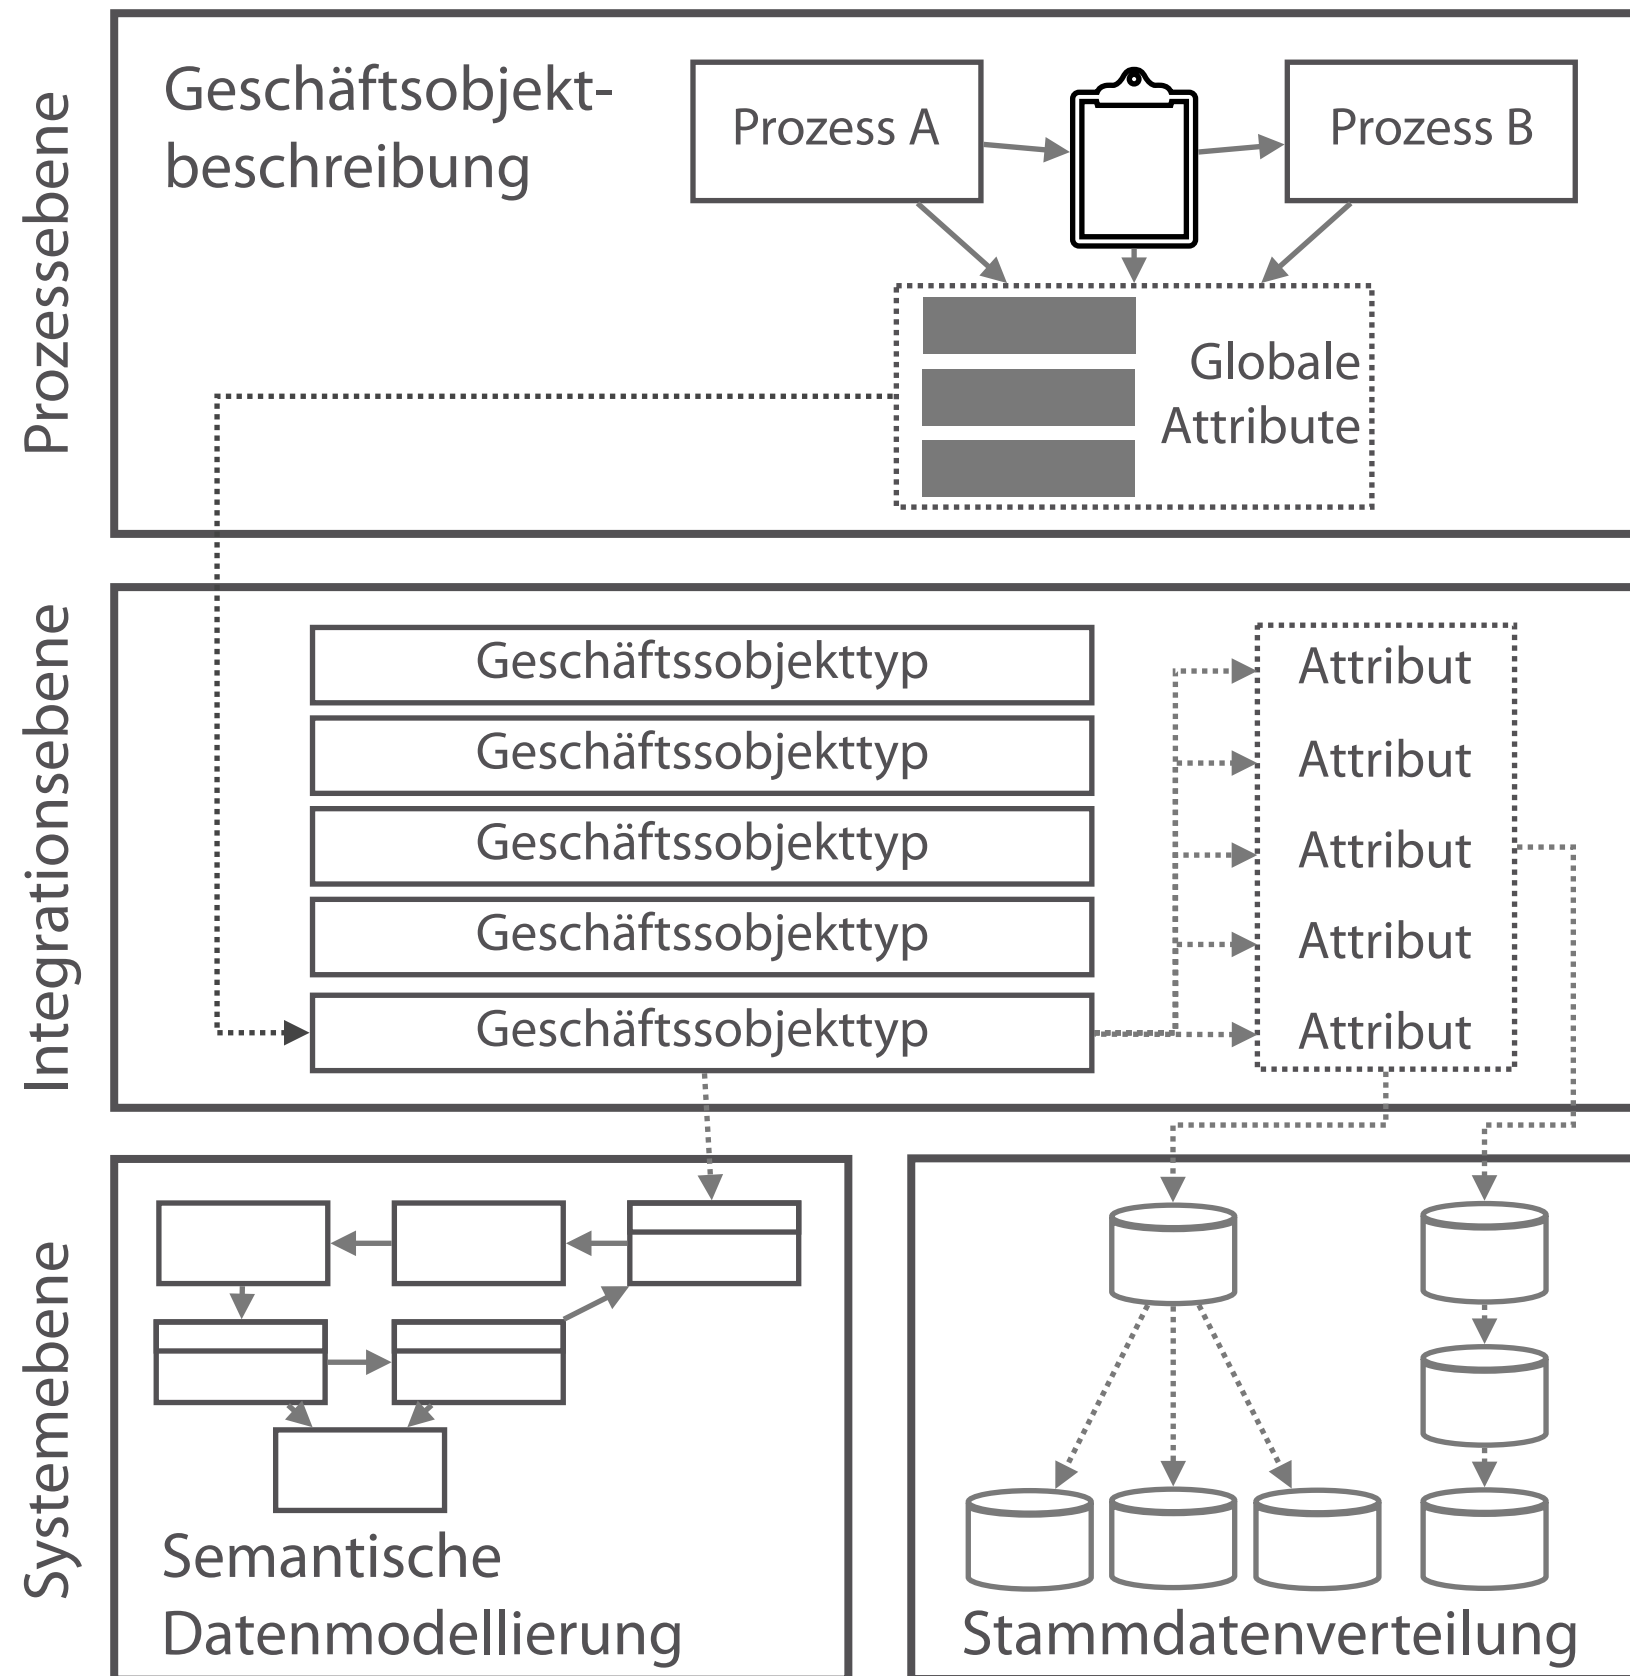 Prozessebene
Geschäftsobjekt-
beschreibung
Prozess A
Prozess B
Globale
Attribute
Integrationsebene
Geschäftssobjekttyp
Geschäftssobjekttyp
Geschäftssobjekttyp
Geschäftssobjekttyp
Geschäftssobjekttyp
Attribut
Attribut
Attribut
Attribut
Attribut
Systemebene
Semantische
Datenmodellierung
Stammdatenverteilung